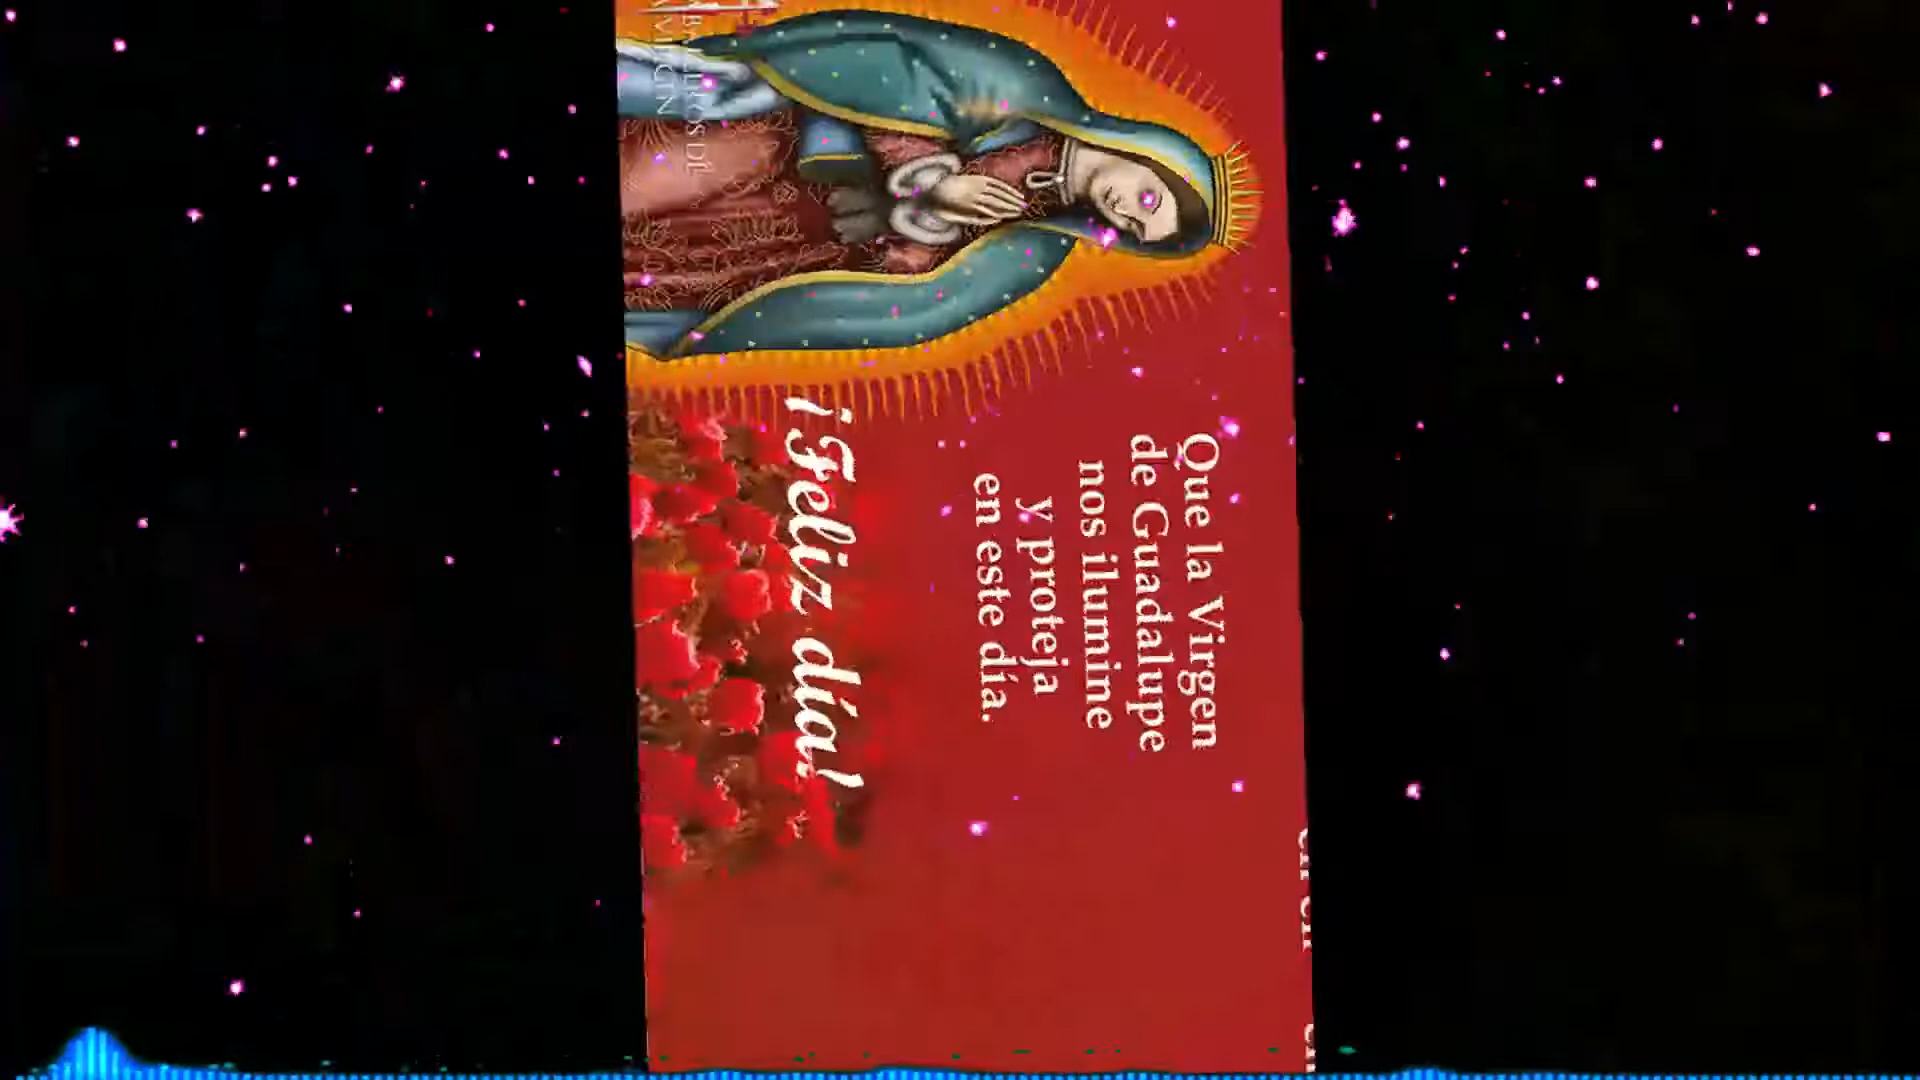 Que la Virgen
de Guadalupe
nos ilumine
y proteja
en este día.
¡Feliz día!